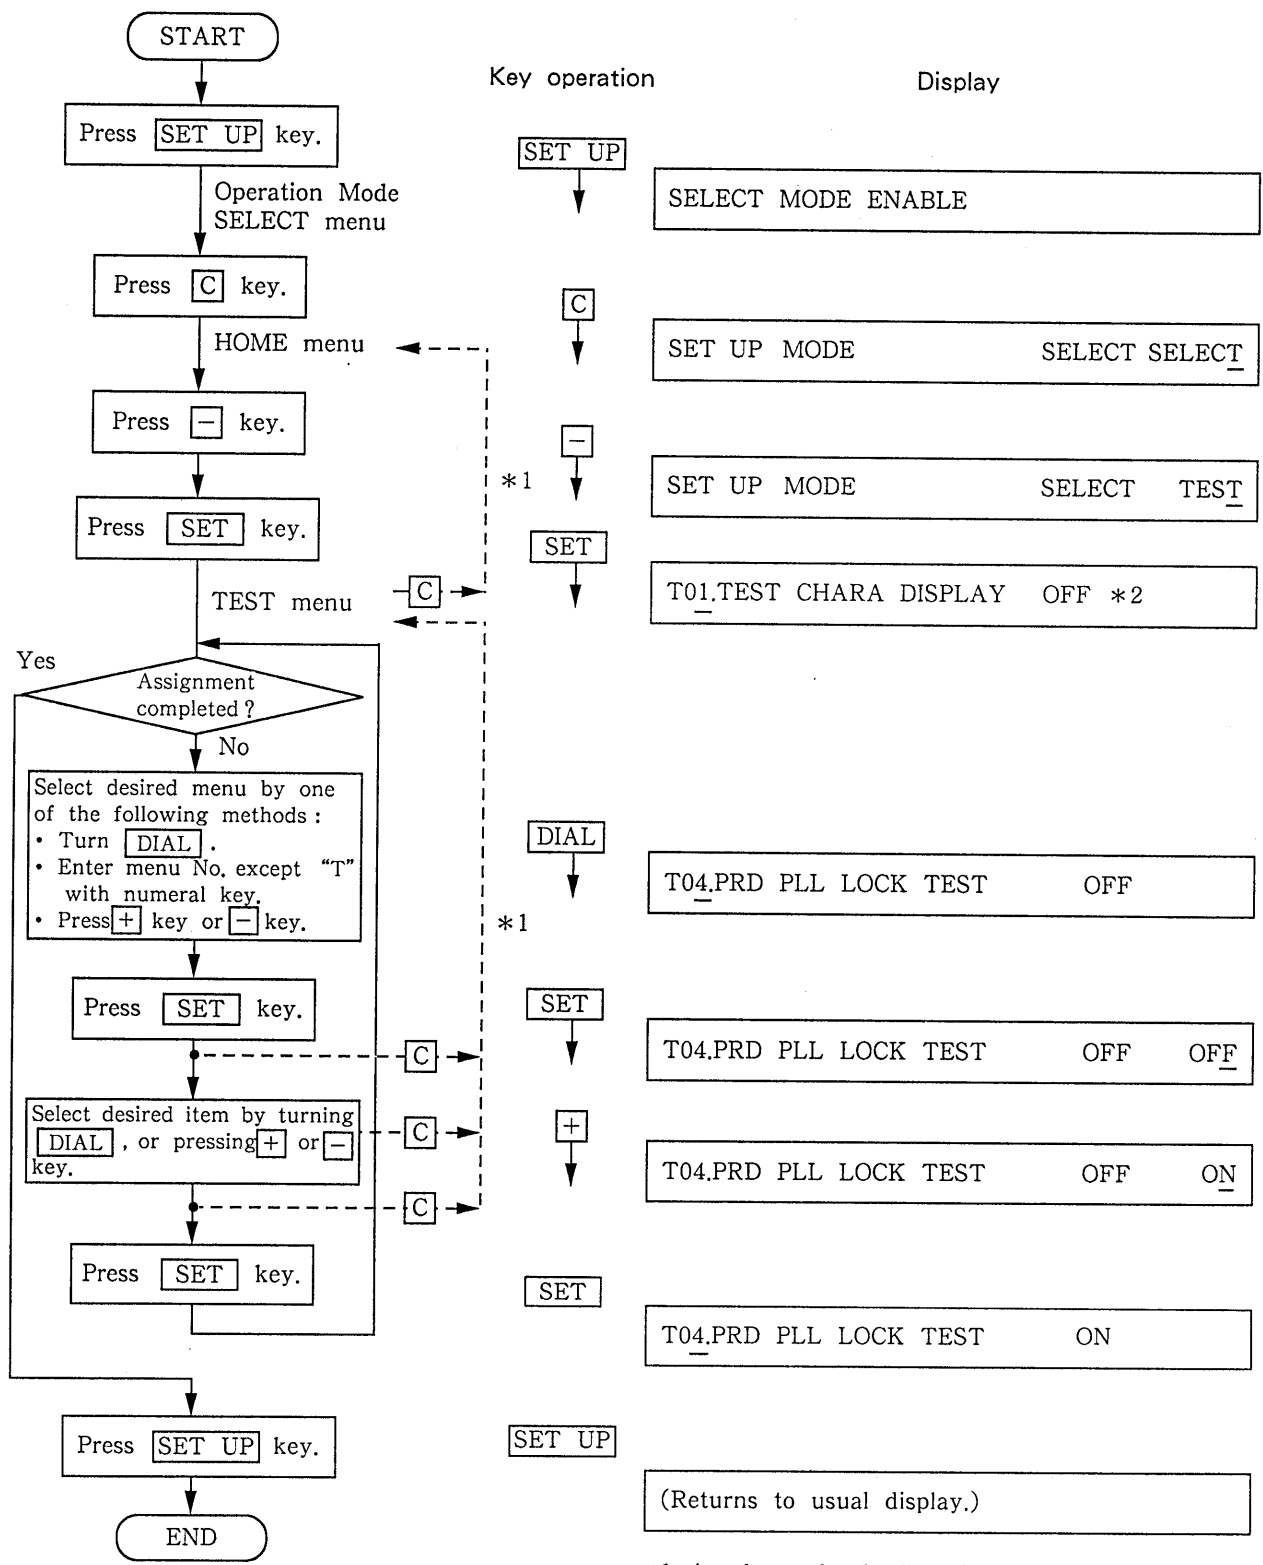 START
Key operation
Display
Press SET UP key.
SET UP
Operation Mode
SELECT menu
SELECT MODE ENABLE
Press C key.
C
HOME menu
SET UP MODE SELECT SELECT
Press − key.
−
*1
SET UP MODE SELECT TEST
Press SET key.
SET
TEST menu
C
T01.TEST CHARA DISPLAY OFF *2
Yes
Assignment
completed?
No
Select desired menu by one
of the following methods:
• Turn DIAL.
• Enter menu No. except “T”
with numeral key.
• Press + key or − key.
DIAL
T04.PRD PLL LOCK TEST OFF
*1
Press SET key.
SET
C
T04.PRD PLL LOCK TEST OFF OFF
Select desired item by turning
DIAL, or pressing + or −
key.
C
+
T04.PRD PLL LOCK TEST OFF ON
C
Press SET key.
SET
T04.PRD PLL LOCK TEST ON
Press SET UP key.
SET UP
(Returns to usual display.)
END